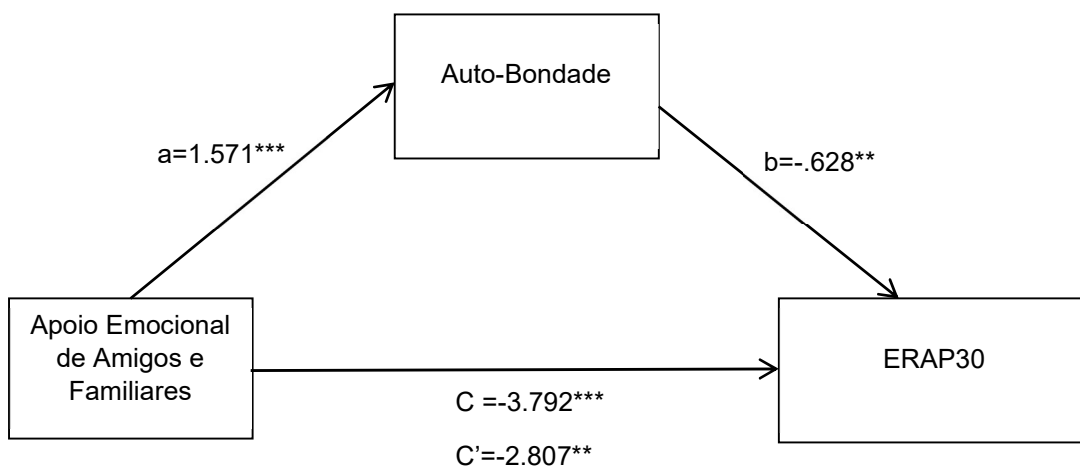 Auto-Bondade
a=1.571***
b=-.628**
Apoio Emocional
de Amigos e
Familiares
ERAP30
C =-3.792***
C’=-2.807**